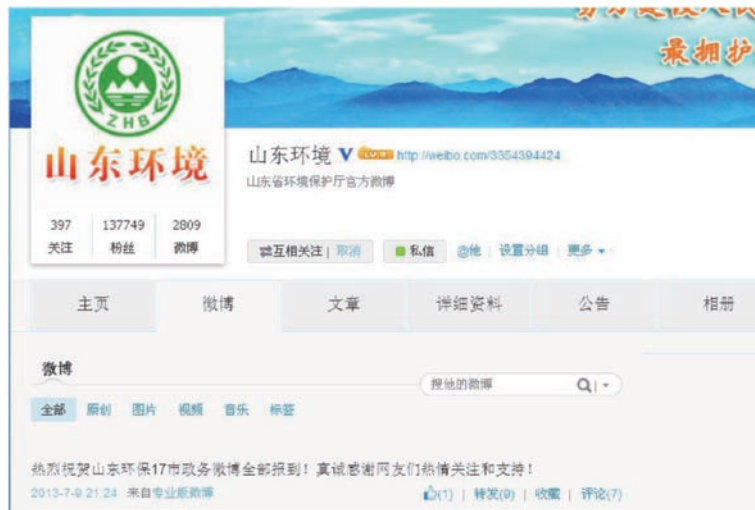 最拥护
ZHB
山东环境
397 137749 2809
关注 粉丝 微博
山东环境 V LV 9 http://weibo.com/3354394424
山东省环境保护厅官方微博
互相关注 | 取消 私信 @他 | 设置分组 | 更多
主页 微博 文章 详细资料 公告 相册
微博
搜他的微博
全部 原创 图片 视频 音乐 标签
热烈祝贺山东环保17市政务微博全部报到！真诚感谢网友们热情关注和支持！
2013-7-9 21:24 来自专业版微博 (1) | 转发(9) | 收藏 | 评论(7)